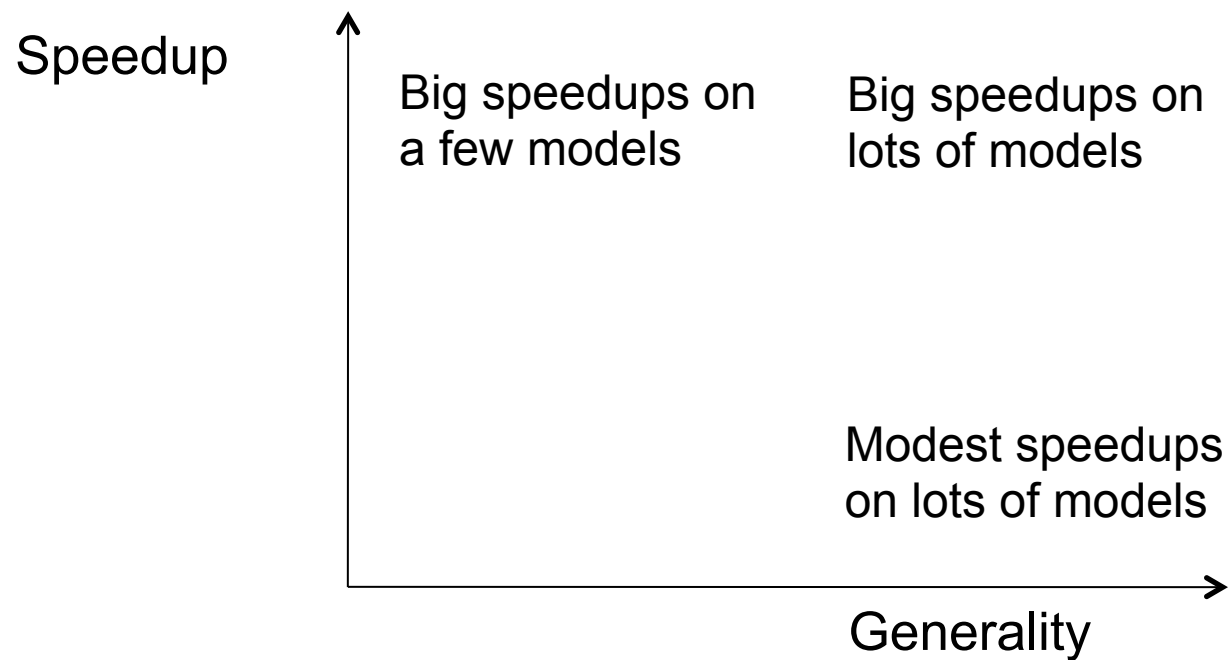 Speedup
Big speedups on
a few models
Big speedups on
lots of models
Modest speedups
on lots of models
Generality